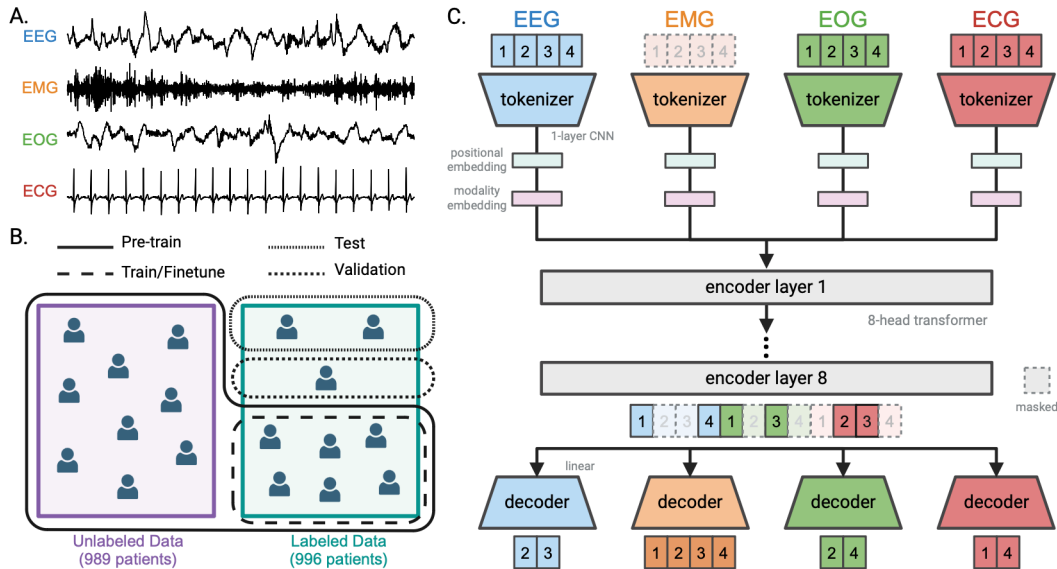 A.
EEG
EMG
EOG
ECG
B.
Pre-train
Test
Train/Finetune
Validation
Unlabeled Data
(989 patients)
Labeled Data
(996 patients)
C.
EEG EMG EOG ECG
1 2 3 4 1 2 3 4 1 2 3 4 1 2 3 4
tokenizer tokenizer tokenizer tokenizer
1-layer CNN
positional
embedding
modality
embedding
encoder layer 1
8-head transformer
encoder layer 8
masked
1 2 3 4 1 2 3 4 1 2 3 4
linear
decoder decoder decoder decoder
2 3 1 2 3 4 2 4 1 4